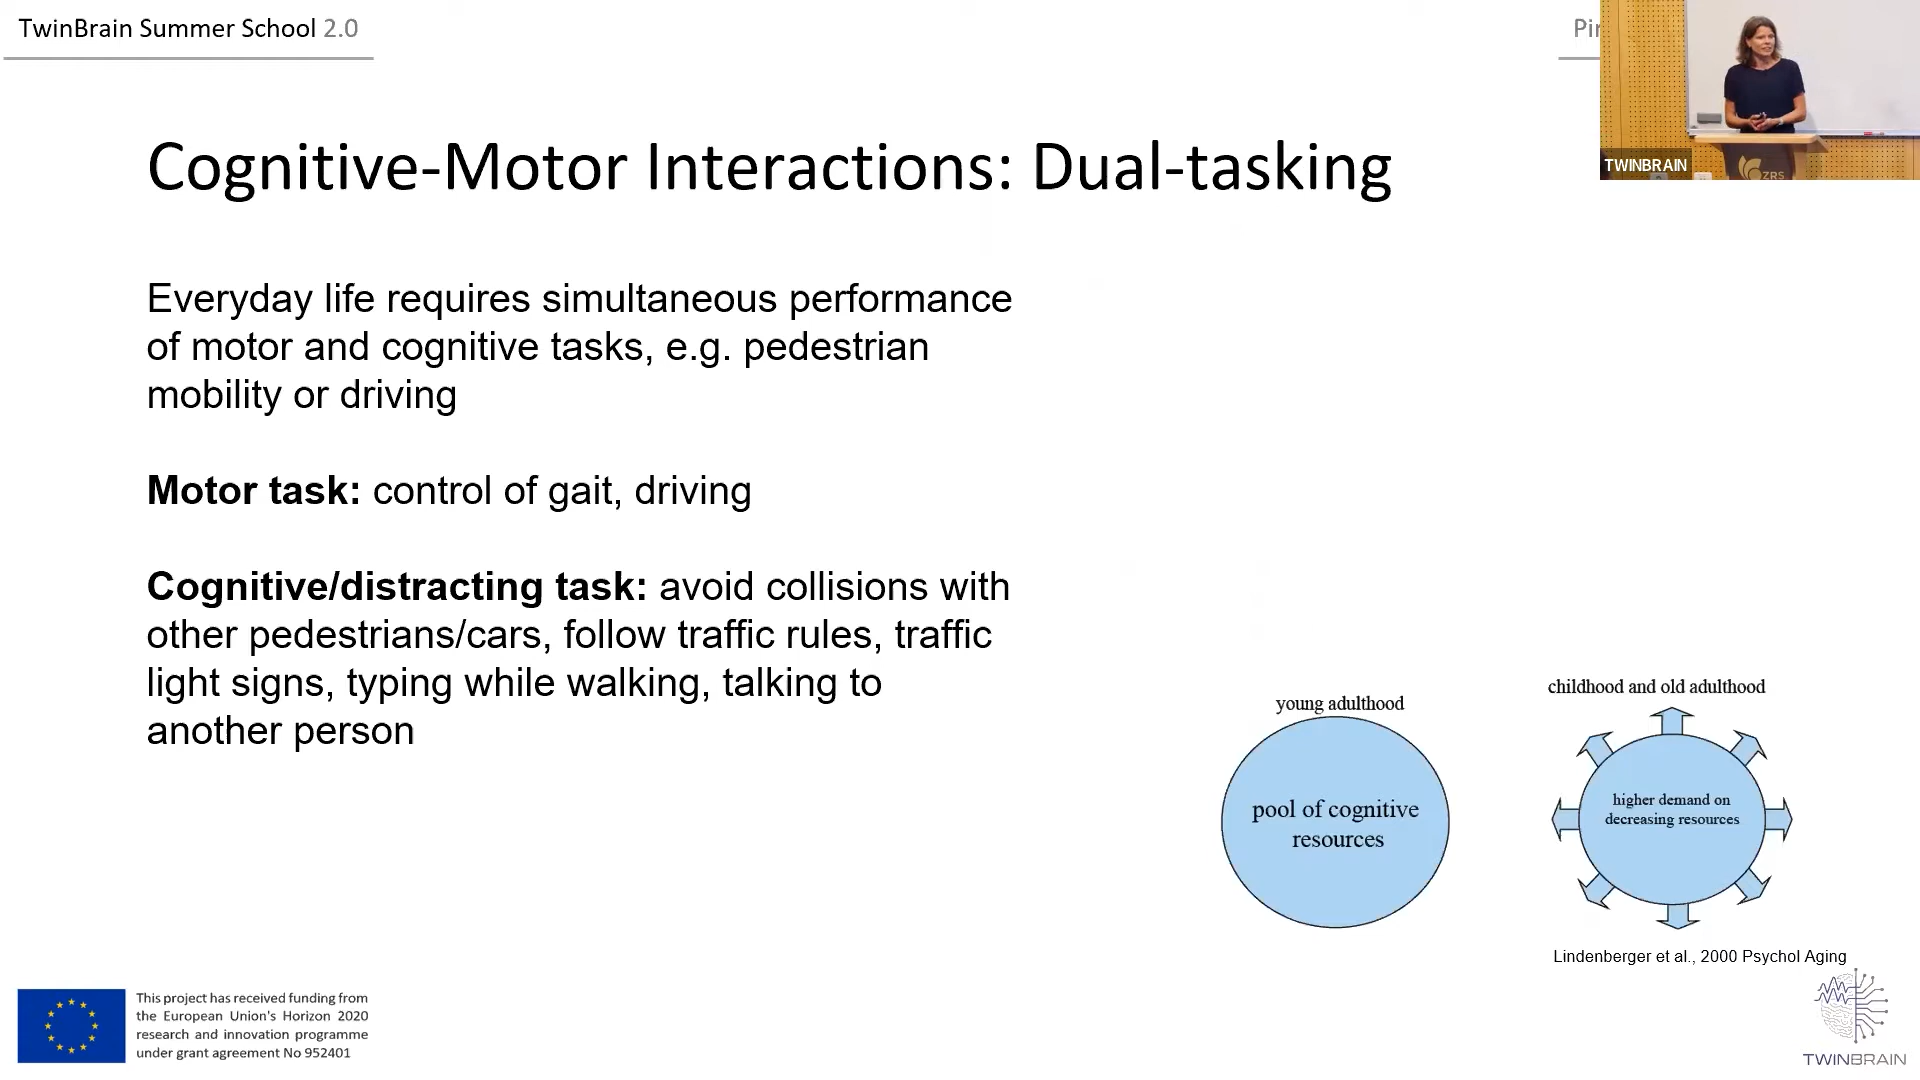 TwinBrain Summer School 2.0
TWINBRAIN
ZRS
Cognitive-Motor Interactions: Dual-tasking
Everyday life requires simultaneous performance
of motor and cognitive tasks, e.g. pedestrian
mobility or driving
Motor task: control of gait, driving
Cognitive/distracting task: avoid collisions with
other pedestrians/cars, follow traffic rules, traffic
light signs, typing while walking, talking to
another person
young adulthood
pool of cognitive
resources
childhood and old adulthood
higher demand on
decreasing resources
Lindenberger et al., 2000 Psychol Aging
This project has received funding from
the European Union's Horizon 2020
research and innovation programme
under grant agreement No 952401
TWINBRAIN